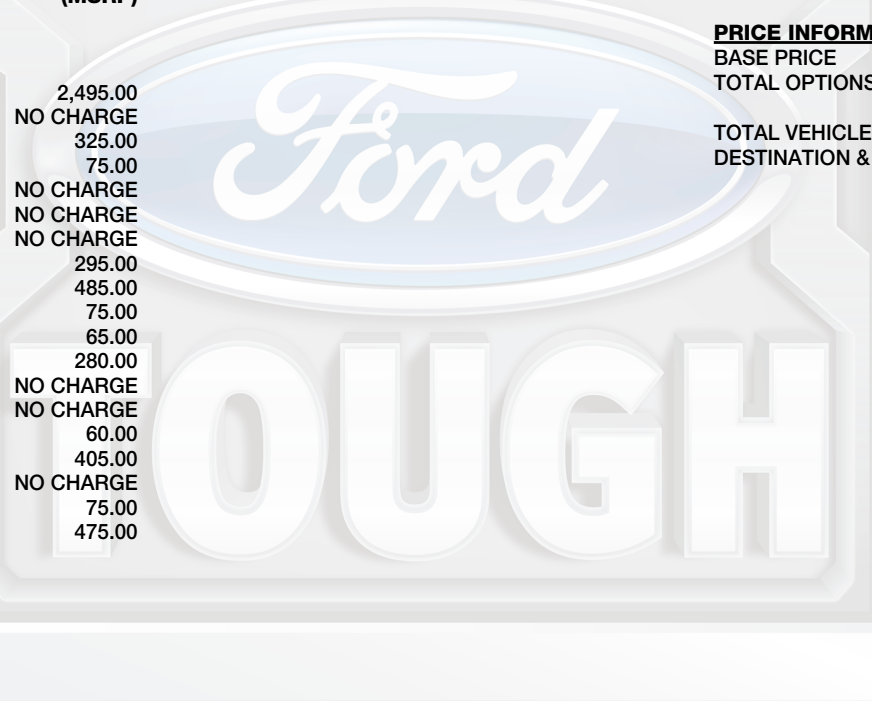 (MSRP)
2,495.00
NO CHARGE
325.00
75.00
NO CHARGE
NO CHARGE
NO CHARGE
295.00
485.00
75.00
65.00
280.00
NO CHARGE
NO CHARGE
60.00
405.00
NO CHARGE
75.00
475.00
PRICE INFORM
BASE PRICE
TOTAL OPTIONS
TOTAL VEHICLE
DESTINATION &
Ford
TOUGH